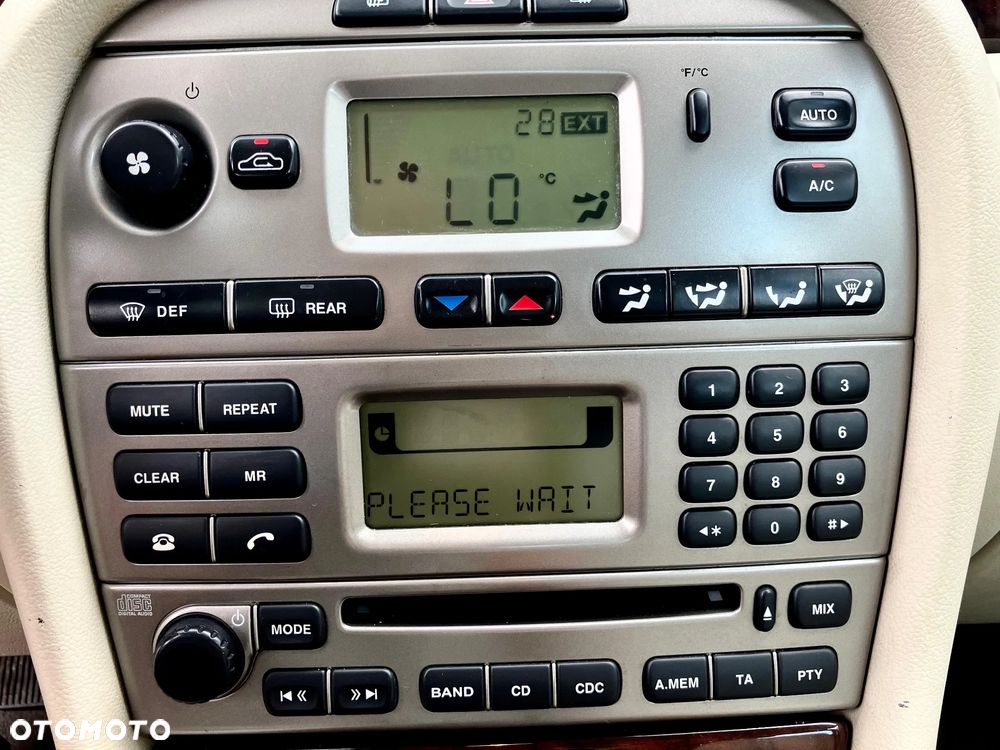 °F/°C
28 EXT
AUTO
AUTO
LO °C
A/C
DEF
REAR
MUTE
REPEAT
1 2 3
CLEAR
MR
4 5 6
7 8 9
PLEASE WAIT
◄* 0 #►
COMPACT
disc
DIGITAL AUDIO
MODE
MIX
BAND
CD
CDC
A.MEM
TA
PTY
OTOMOTO